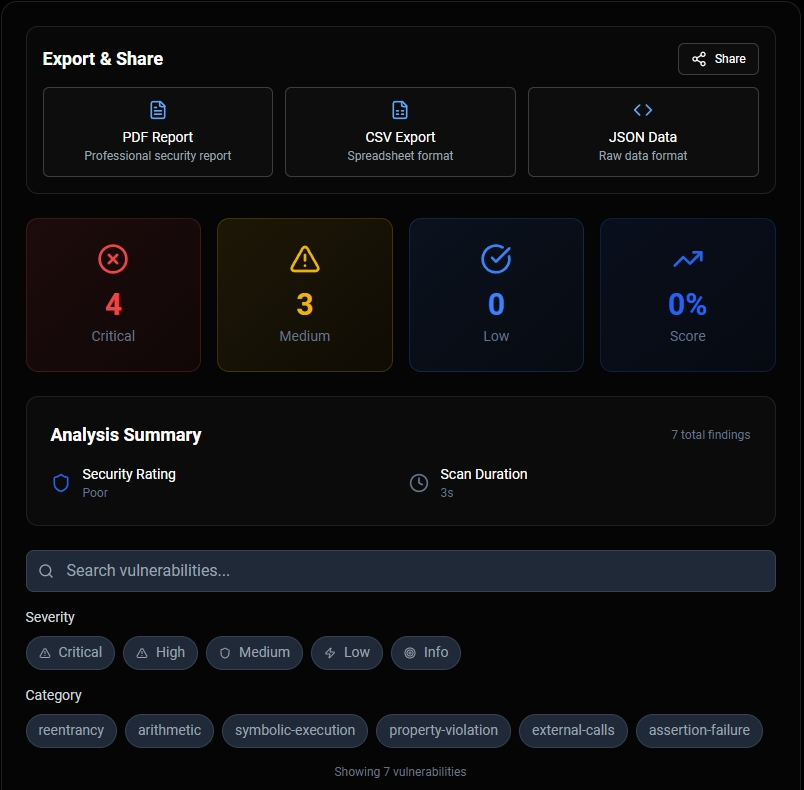 Export & Share
Share
PDF Report
Professional security report
CSV Export
Spreadsheet format
JSON Data
Raw data format
4
Critical
3
Medium
0
Low
0%
Score
Analysis Summary
7 total findings
Security Rating
Poor
Scan Duration
3s
Search vulnerabilities...
Severity
Critical
High
Medium
Low
Info
Category
reentrancy
arithmetic
symbolic-execution
property-violation
external-calls
assertion-failure
Showing 7 vulnerabilities